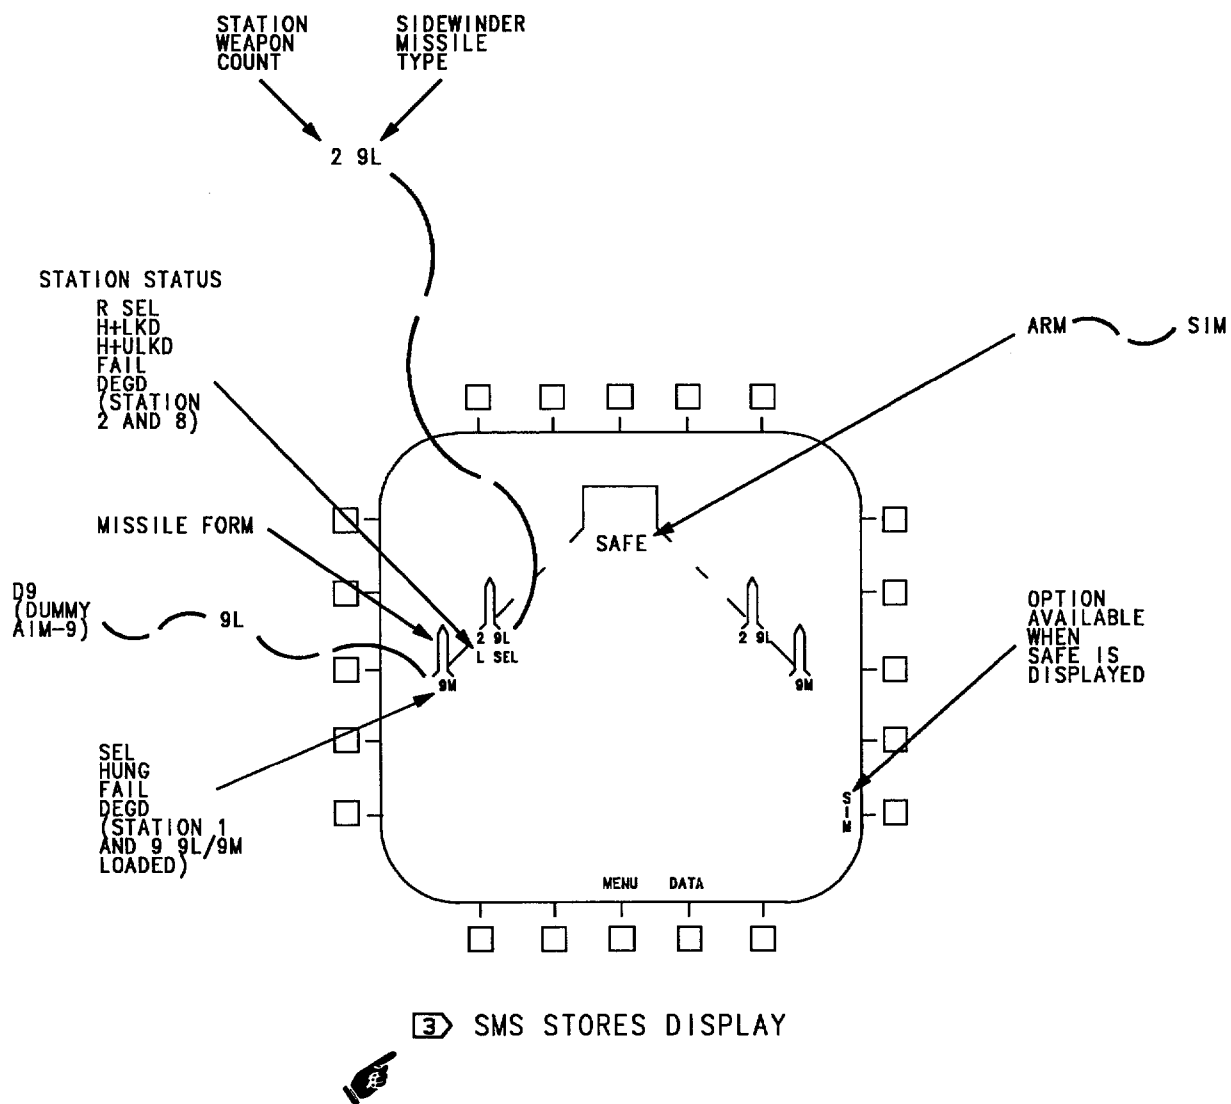 STATION
WEAPON
COUNT
SIDEWINDER
MISSILE
TYPE
2 9L
STATION STATUS
R SEL
H+LKD
H+ULKD
FAIL
DEGD
(STATION
2 AND 8)
ARM
SIM
MISSILE FORM
SAFE
D9
(DUMMY
AIM-9)
9L
2 9L
L SEL
9M
2 9L
9M
OPTION
AVAILABLE
WHEN
SAFE IS
DISPLAYED
SEL
HUNG
FAIL
DEGD
(STATION 1
AND 9 9L/9M
LOADED)
SIM
MENU DATA
3 SMS STORES DISPLAY